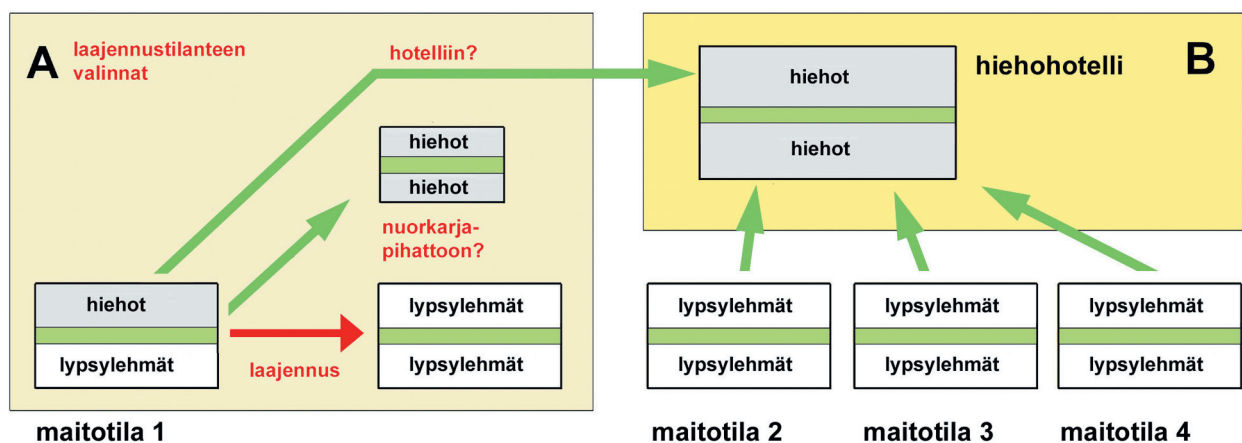 A
laajennustilanteen
valinnat
hotelliin?
hiehot
hiehot
nuorkarja-
pihattoon?
hiehot
lypsylehmät
laajennus
lypsylehmät
lypsylehmät
maitotila 1
hiehohotelli
B
hiehot
hiehot
lypsylehmät
lypsylehmät
maitotila 2
lypsylehmät
lypsylehmät
maitotila 3
lypsylehmät
lypsylehmät
maitotila 4